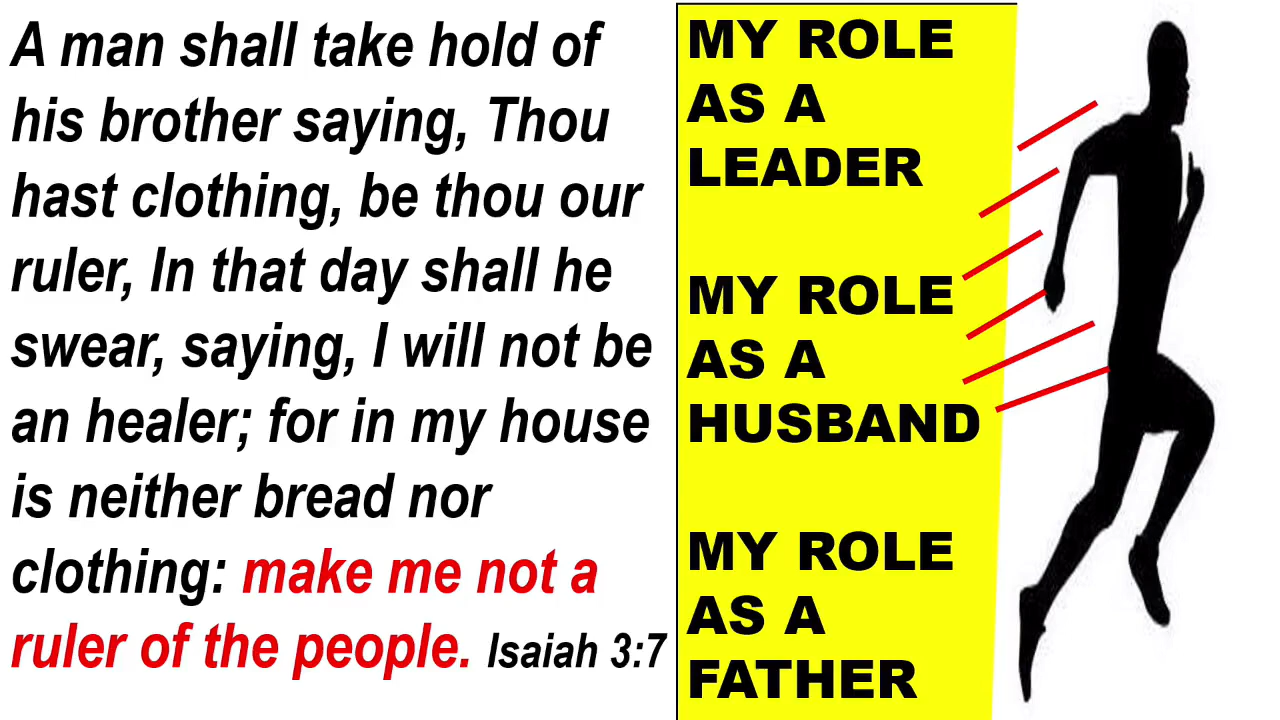 A man shall take hold of
his brother saying, Thou
hast clothing, be thou our
ruler, In that day shall he
swear, saying, I will not be
an healer; for in my house
is neither bread nor
clothing: make me not a
ruler of the people. Isaiah 3:7
MY ROLE
AS A
LEADER
MY ROLE
AS A
HUSBAND
MY ROLE
AS A
FATHER